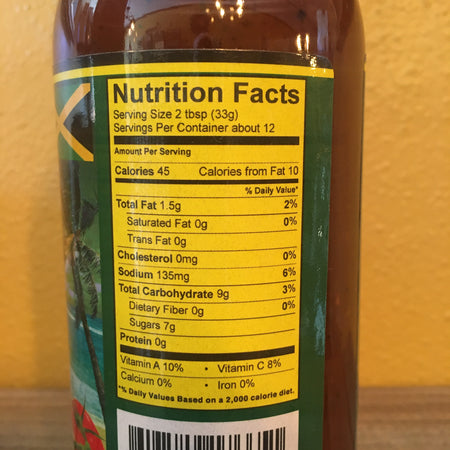 Nutrition Facts
Serving Size 2 tbsp (33g)
Servings Per Container about 12
Amount Per Serving
Calories 45 Calories from Fat 10
% Daily Value*
Total Fat 1.5g 2%
Saturated Fat 0g 0%
Trans Fat 0g
Cholesterol 0mg 0%
Sodium 135mg 6%
Total Carbohydrate 9g 3%
Dietary Fiber 0g 0%
Sugars 7g
Protein 0g
Vitamin A 10% • Vitamin C 8%
Calcium 0% • Iron 0%
*% Daily Values Based on a 2,000 calorie diet.